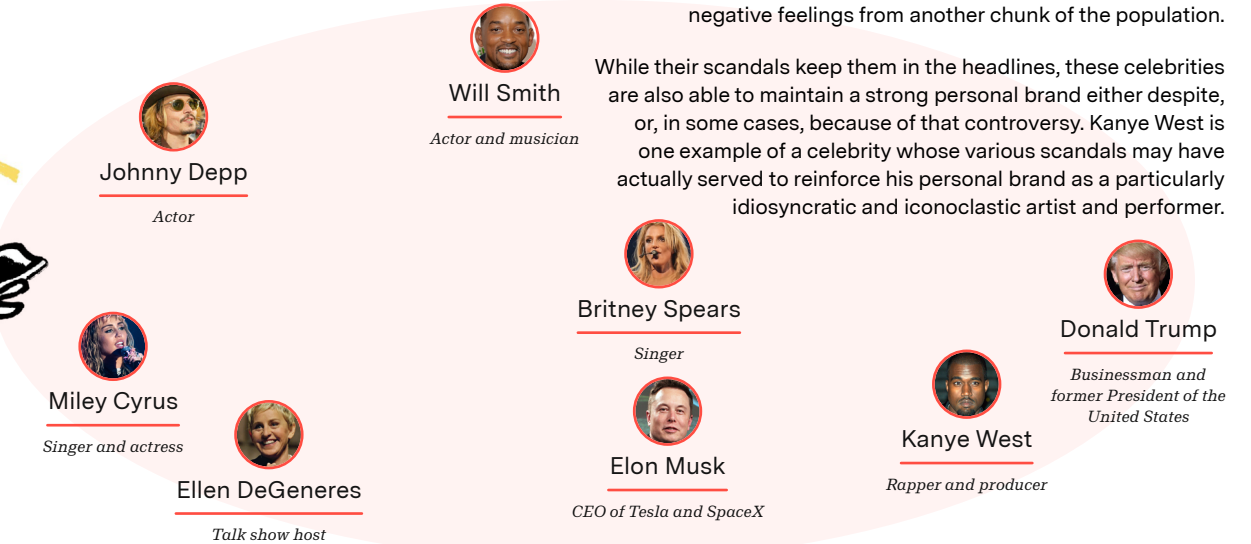 negative feelings from another chunk of the population.
While their scandals keep them in the headlines, these celebrities
are also able to maintain a strong personal brand either despite,
or, in some cases, because of that controversy. Kanye West is
one example of a celebrity whose various scandals may have
actually served to reinforce his personal brand as a particularly
idiosyncratic and iconoclastic artist and performer.
Will Smith
Actor and musician
Johnny Depp
Actor
Britney Spears
Singer
Donald Trump
Businessman and
former President of the
United States
Miley Cyrus
Singer and actress
Ellen DeGeneres
Talk show host
Elon Musk
CEO of Tesla and SpaceX
Kanye West
Rapper and producer